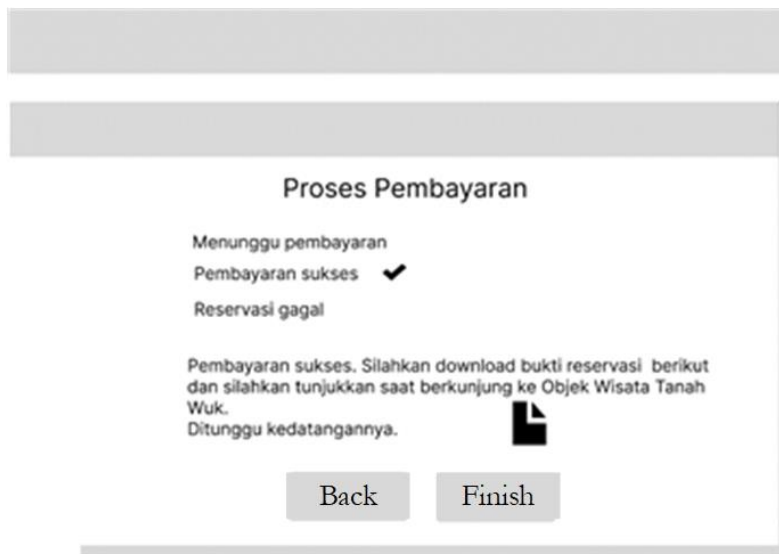 Proses Pembayaran
Menunggu pembayaran
Pembayaran sukses
Reservasi gagal
Pembayaran sukses. Silahkan download bukti reservasi berikut
dan silahkan tunjukkan saat berkunjung ke Objek Wisata Tanah
Wuk.
Ditunggu kedatangannya.
Back Finish